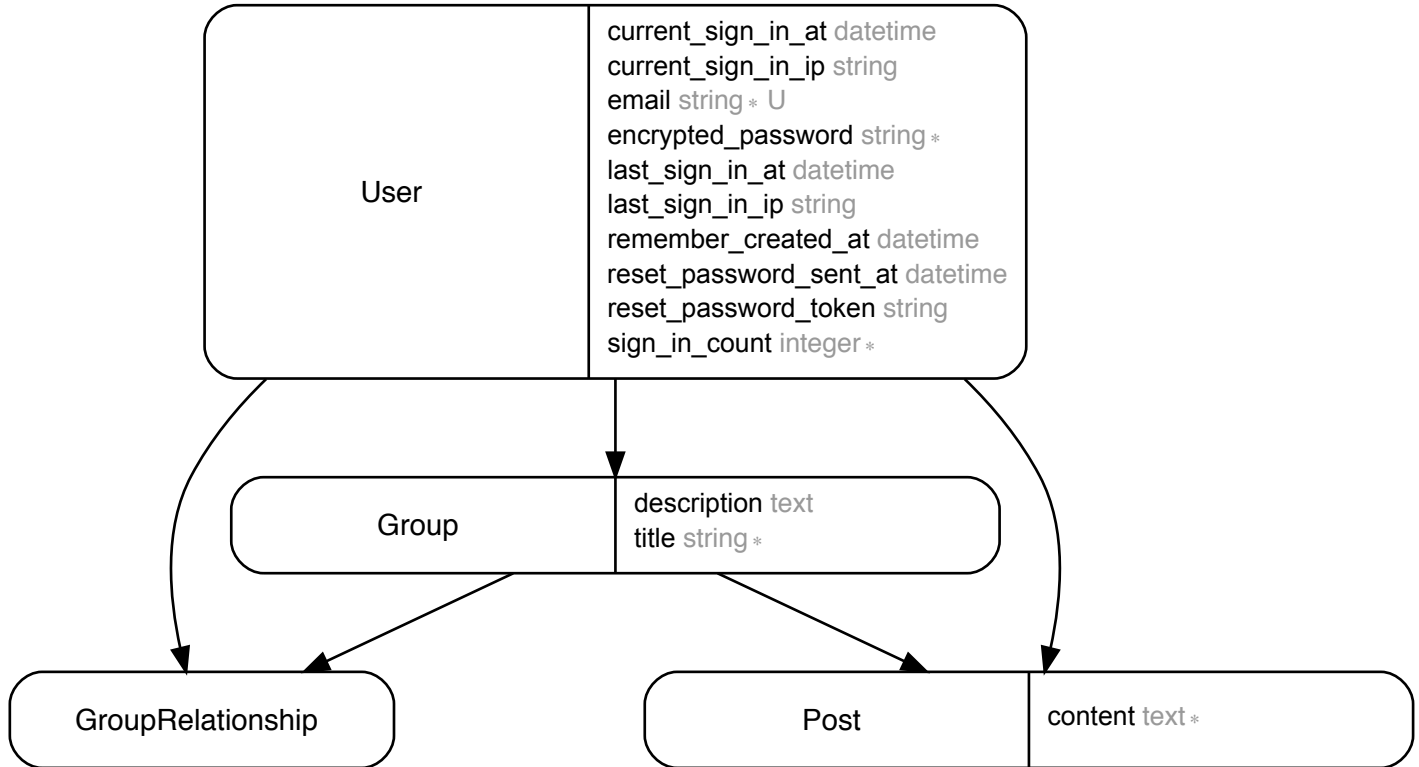 User
current_sign_in_at datetime
current_sign_in_ip string
email string * U
encrypted_password string *
last_sign_in_at datetime
last_sign_in_ip string
remember_created_at datetime
reset_password_sent_at datetime
reset_password_token string
sign_in_count integer *
Group
description text
title string *
GroupRelationship
Post
content text *